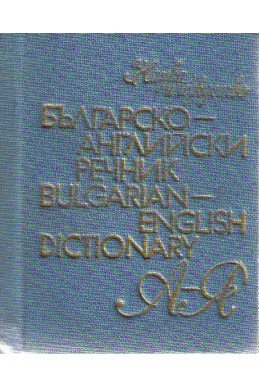 БЪЛГАРСКО–
АНГЛИЙСКИ
РЕЧНИК
BULGARIAN–
ENGLISH
DICTIONARY
А-Я